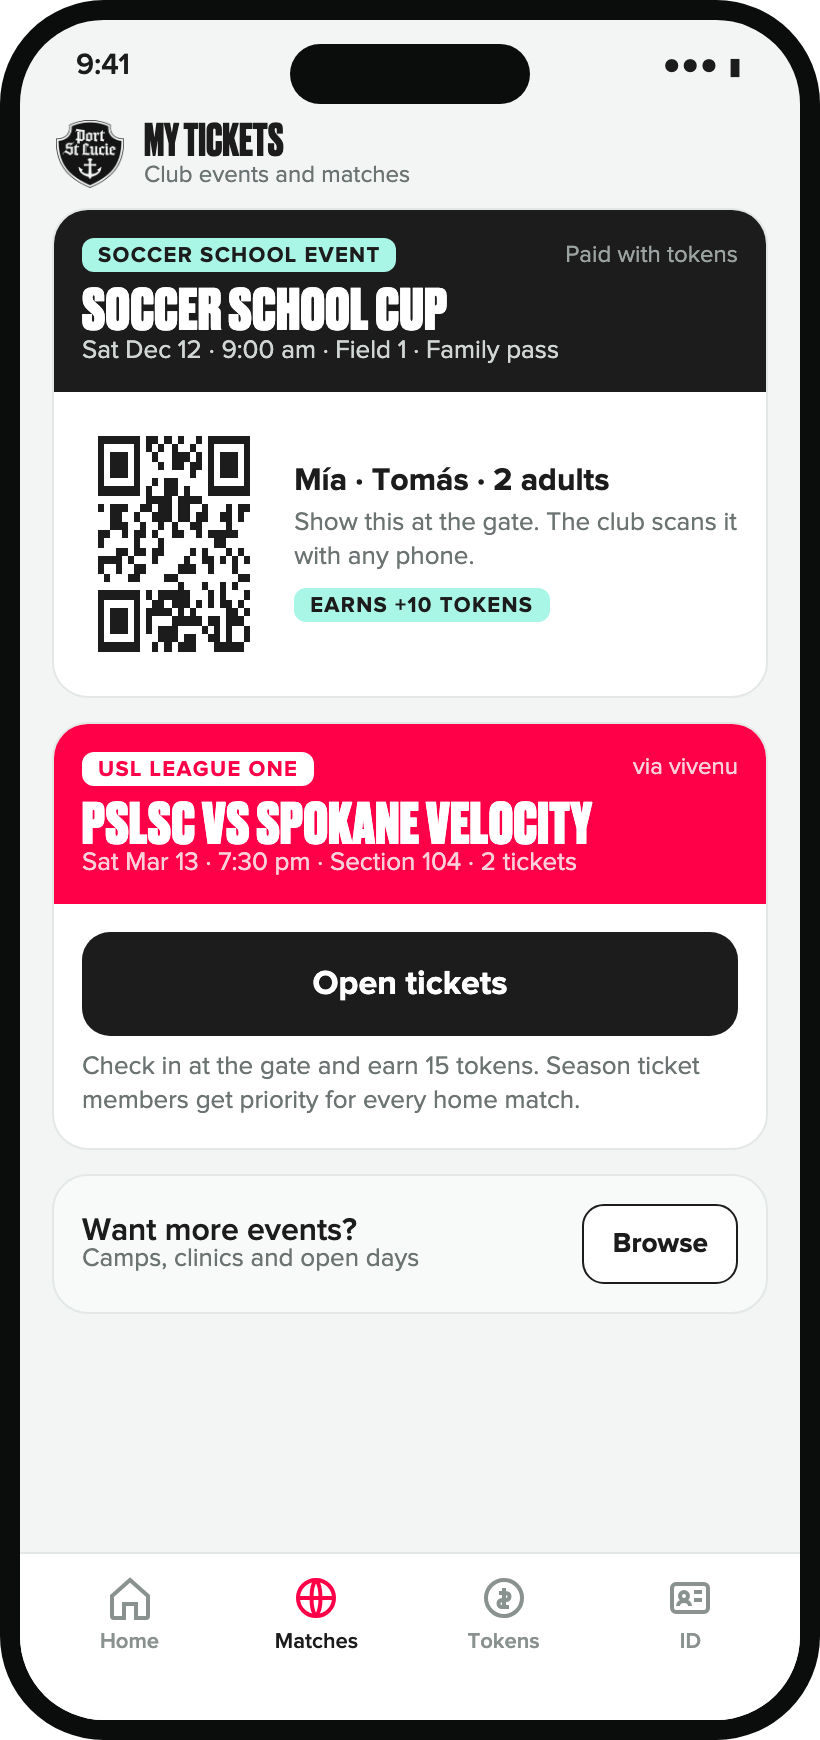 9:41
Port
St Lucie
MY TICKETS
Club events and matches
SOCCER SCHOOL EVENT
Paid with tokens
SOCCER SCHOOL CUP
Sat Dec 12 · 9:00 am · Field 1 · Family pass
Mía · Tomás · 2 adults
Show this at the gate. The club scans it
with any phone.
EARNS +10 TOKENS
USL LEAGUE ONE
via vivenu
PSLSC VS SPOKANE VELOCITY
Sat Mar 13 · 7:30 pm · Section 104 · 2 tickets
Open tickets
Check in at the gate and earn 15 tokens. Season ticket
members get priority for every home match.
Want more events?
Camps, clinics and open days
Browse
Home
Matches
Tokens
ID